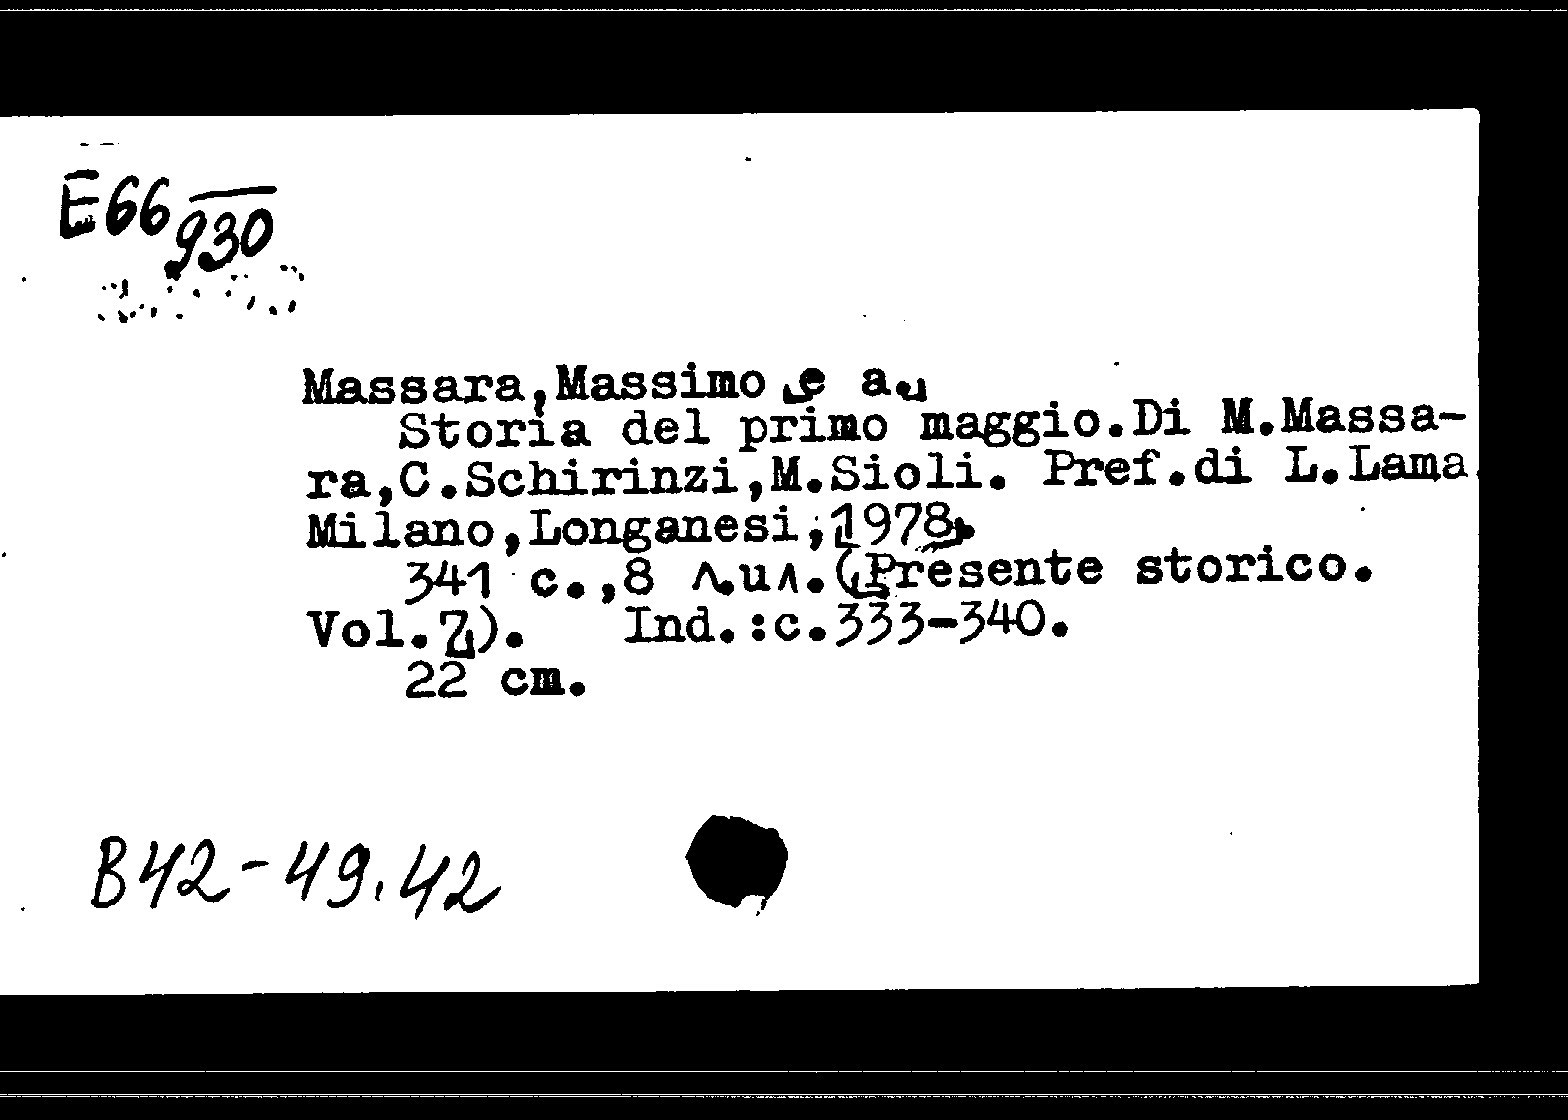 E66
930
Massara,Massimo e a.
Storia del primo maggio.Di M.Massa-
ra,C.Schirinzi,M.Sioli. Pref.di L.Lama.
Milano,Longanesi,1978.
341 c.,8 л.ил.(Presente storico.
Vol.7). Ind.:c.333-340.
22 cm.
В42-49.42